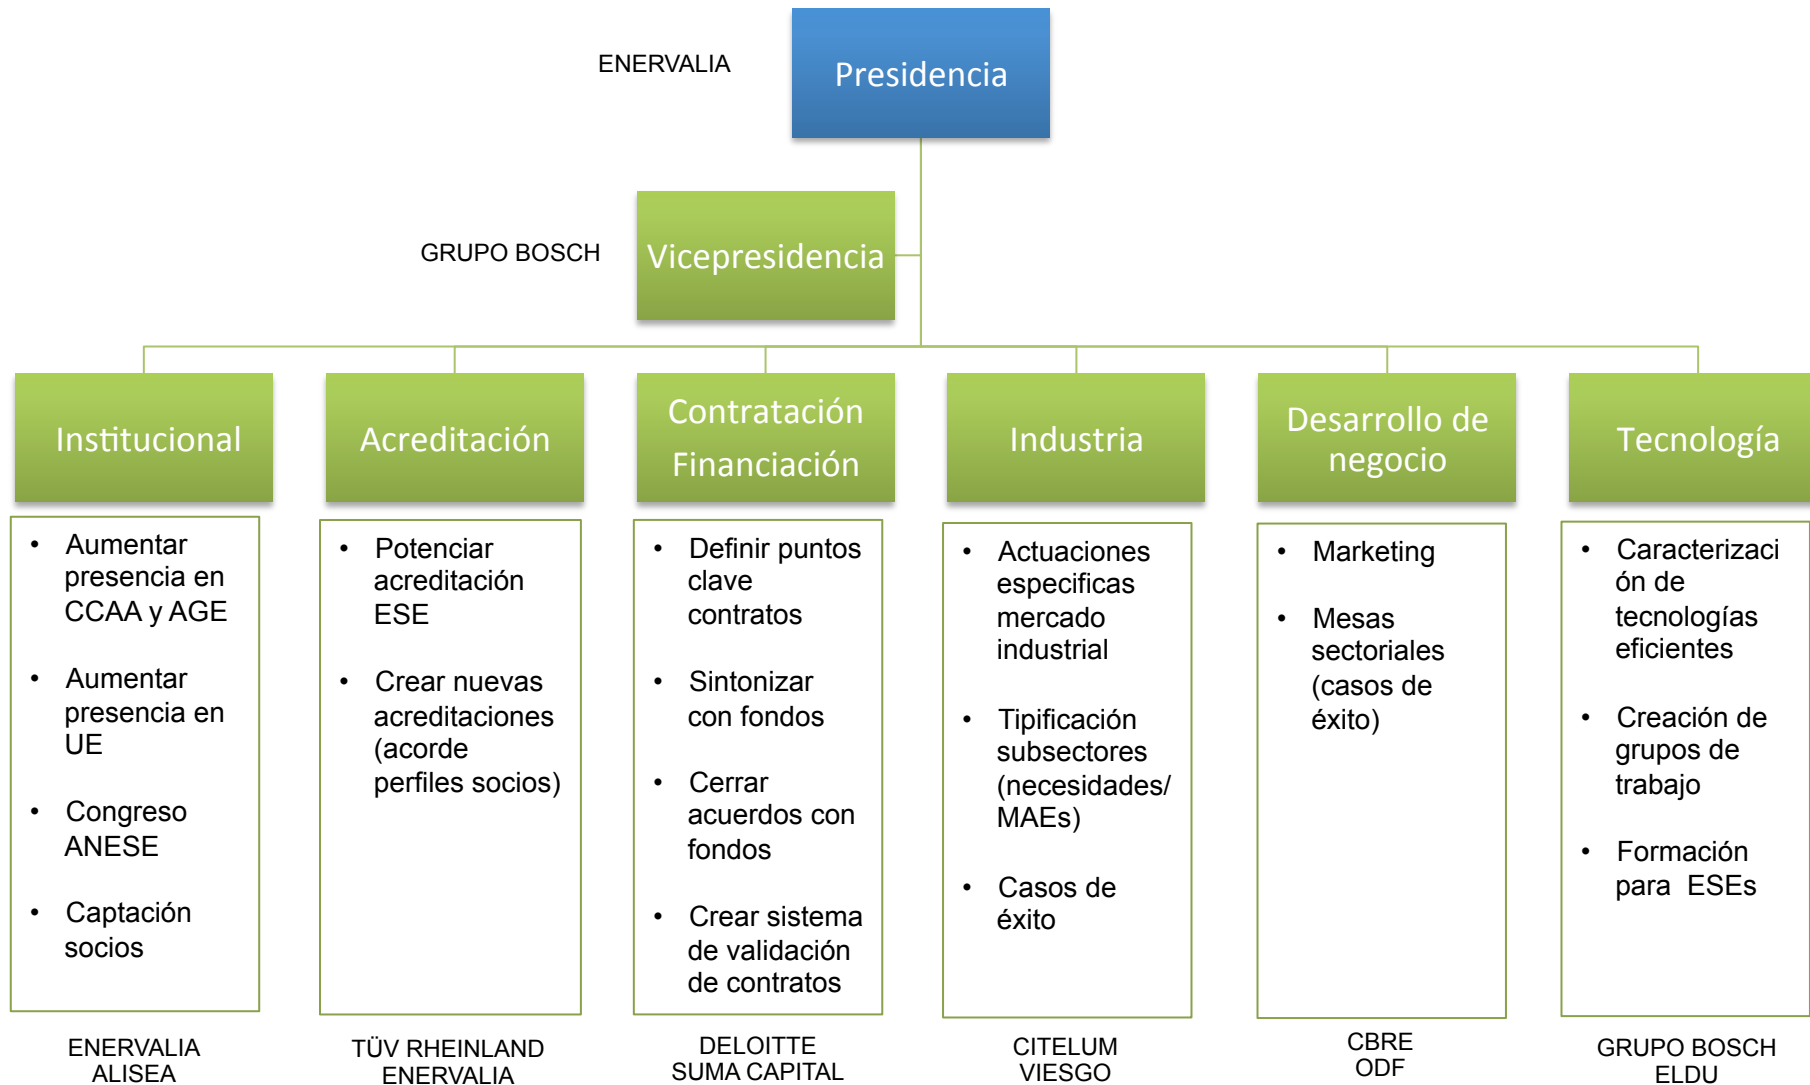 ENERVALIA
Presidencia
GRUPO BOSCH
Vicepresidencia
Institucional
Acreditación
Contratación
Financiación
Industria
Desarrollo de
negocio
Tecnología
• Aumentar
presencia en
CCAA y AGE
• Aumentar
presencia en
UE
• Congreso
ANESE
• Captación
socios
• Potenciar
acreditación
ESE
• Crear nuevas
acreditaciones
(acorde
perfiles socios)
• Definir puntos
clave
contratos
• Sintonizar
con fondos
• Cerrar
acuerdos con
fondos
• Crear sistema
de validación
de contratos
• Actuaciones
especificas
mercado
industrial
• Tipificación
subsectores
(necesidades/
MAEs)
• Casos de
éxito
• Marketing
• Mesas
sectoriales
(casos de
éxito)
• Caracterizaci
ón de
tecnologías
eficientes
• Creación de
grupos de
trabajo
• Formación
para ESEs
ENERVALIA
ALISEA
TÜV RHEINLAND
ENERVALIA
DELOITTE
SUMA CAPITAL
CITELUM
VIESGO
CBRE
ODF
GRUPO BOSCH
ELDU